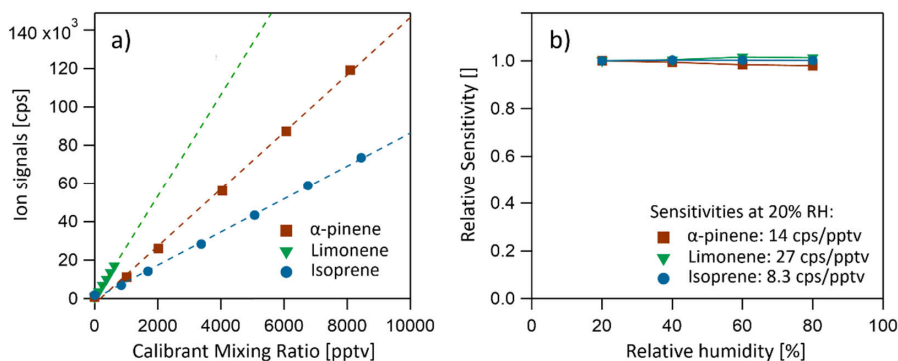 a)
140 x10³
120
100
80
60
40
20
0
Ion signals [cps]
α-pinene
Limonene
Isoprene
0 2000 4000 6000 8000 10000
Calibrant Mixing Ratio [pptv]
b)
1.0
0.8
0.6
0.4
0.2
0.0
Relative Sensitivity []
Sensitivities at 20% RH:
α-pinene: 14 cps/pptv
Limonene: 27 cps/pptv
Isoprene: 8.3 cps/pptv
0 20 40 60 80 100
Relative humidity [%]